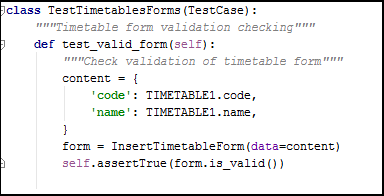 class TestTimetablesForms(TestCase):
    """Timetable form validation checking"""
    def test_valid_form(self):
        """Check validation of timetable form"""
        content = {
            'code': TIMETABLE1.code,
            'name': TIMETABLE1.name,
        }
        form = InsertTimetableForm(data=content)
        self.assertTrue(form.is_valid())